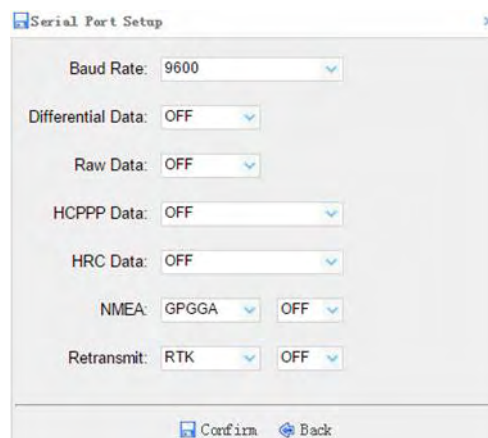 Serial Port Setup
Baud Rate: 9600
Differential Data: OFF
Raw Data: OFF
HCPPP Data: OFF
HRC Data: OFF
NMEA: GPGGA OFF
Retransmit: RTK OFF
Confirm Back